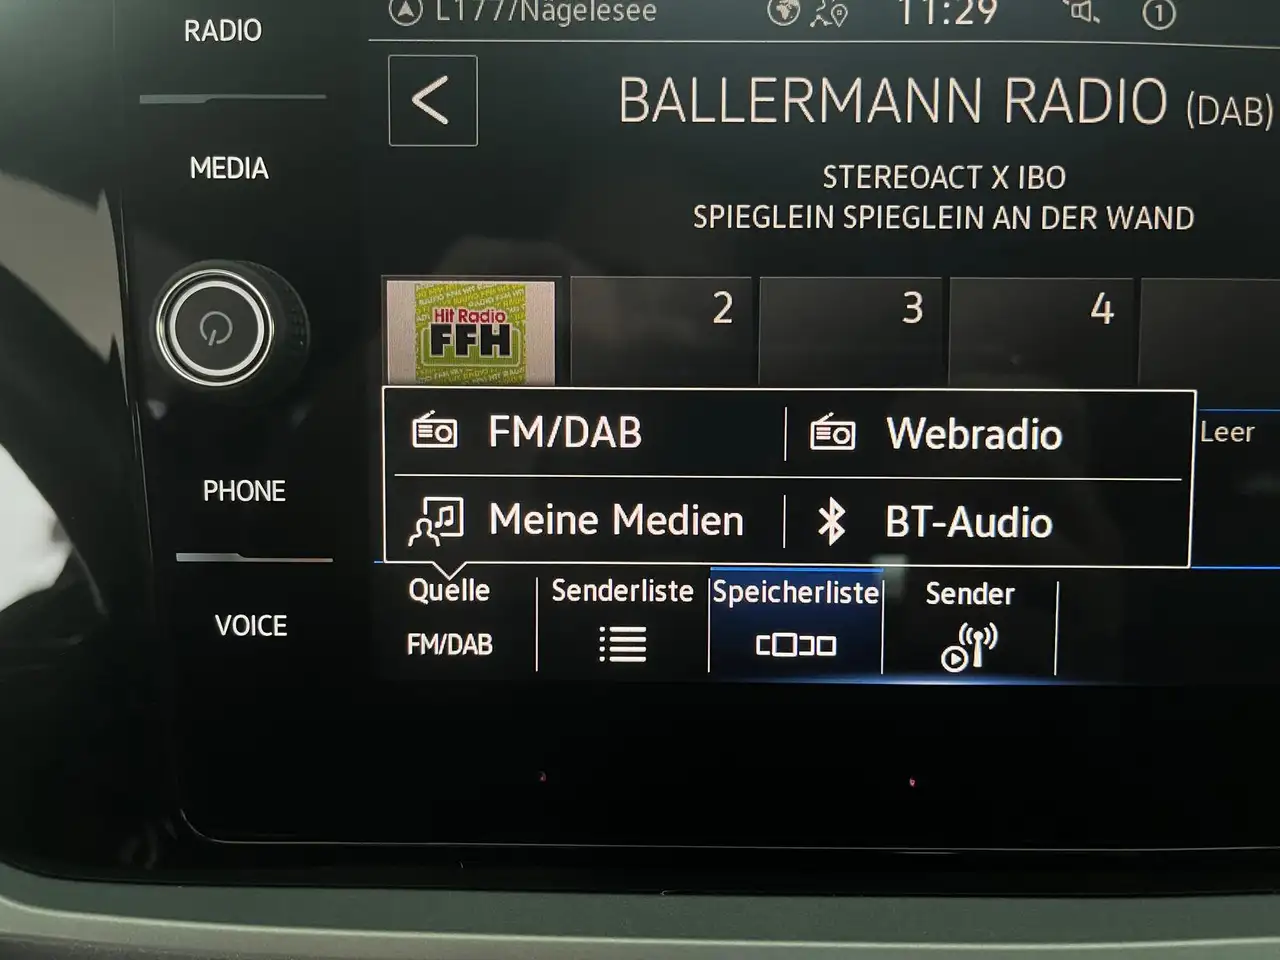 L177/Nägelesee
11:29
1
RADIO
MEDIA
PHONE
VOICE
BALLERMANN RADIO (DAB)
STEREOACT X IBO
SPIEGLEIN SPIEGLEIN AN DER WAND
Hit Radio
FFH
2
3
4
FM/DAB
Webradio
Leer
Meine Medien
BT-Audio
Quelle
Senderliste
Speicherliste
Sender
FM/DAB